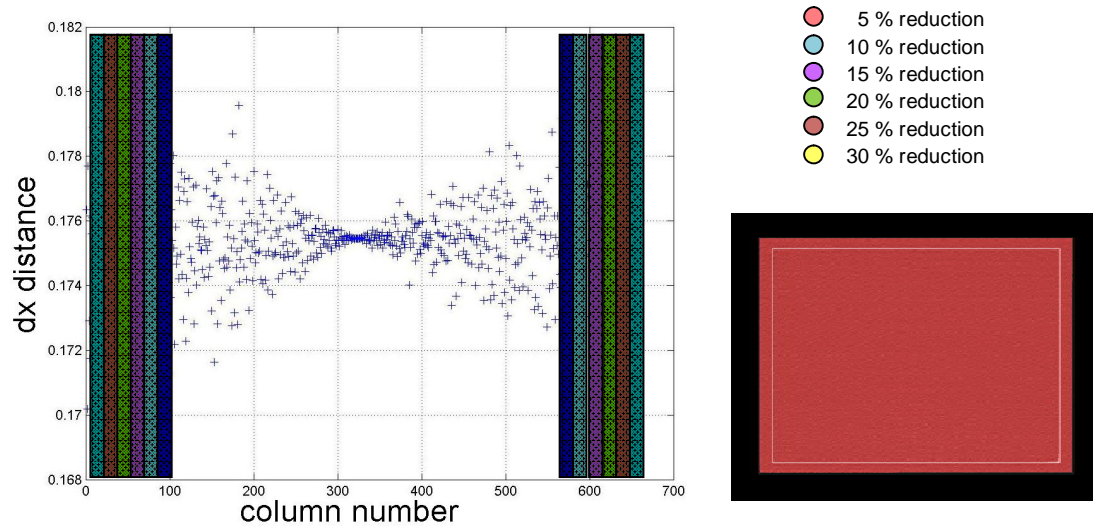 0.182
0.18
0.178
0.176
0.174
0.172
0.17
0.168
dx distance
0 100 200 300 400 500 600 700
column number
5 % reduction
10 % reduction
15 % reduction
20 % reduction
25 % reduction
30 % reduction